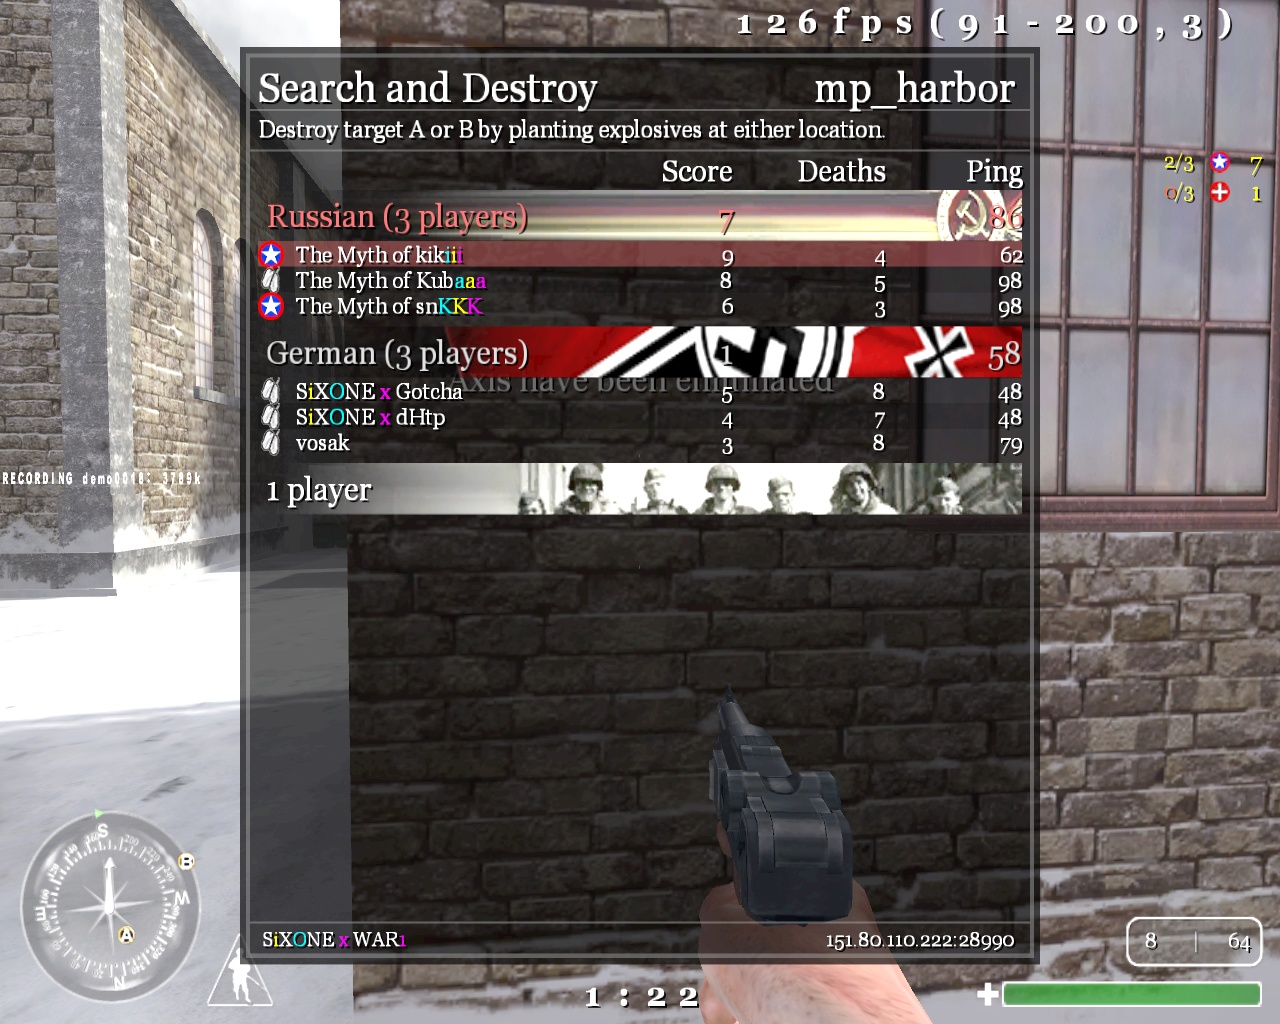 126fps(91-200,3)
Search and Destroy mp_harbor
Destroy target A or B by planting explosives at either location.
Score Deaths Ping
2/3 7
0/3 1
Russian (3 players) 7 86
The Myth of kikiii 9 4 62
The Myth of Kubaaa 8 5 98
The Myth of snKKK 6 3 98
German (3 players) 1 58
Axis have been eliminated
SiXONE x Gotcha 5 8 48
SiXONE x dHtp 4 7 48
vosak 3 8 79
RECORDING demo0018: 3789k
1 player
S
B
W
E
A
N
SiXONE x WAR1 151.80.110.222:28990
8 | 64
1:22